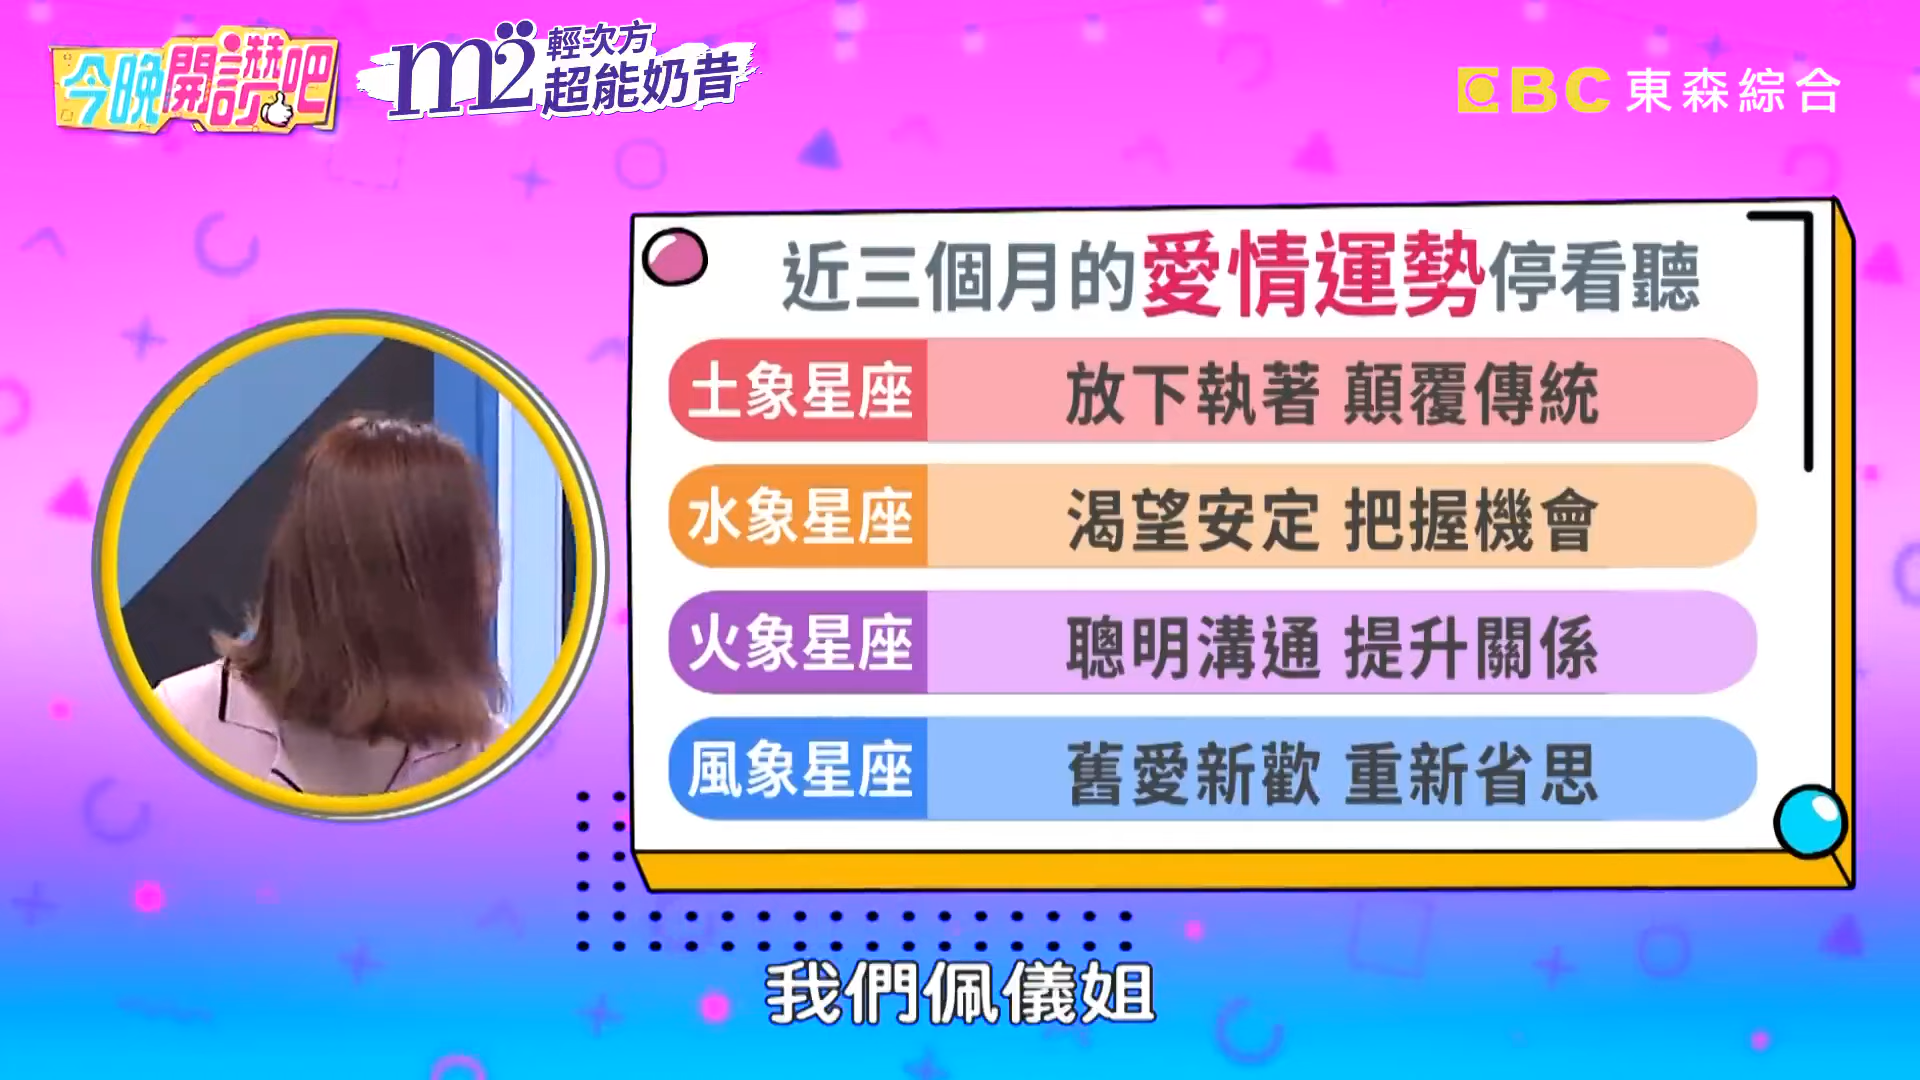 今晚開讚吧
m2 輕次方
超能奶昔
EBC 東森綜合
近三個月的愛情運勢停看聽
土象星座 放下執著 顛覆傳統
水象星座 渴望安定 把握機會
火象星座 聰明溝通 提升關係
風象星座 舊愛新歡 重新省思
我們佩儀姐